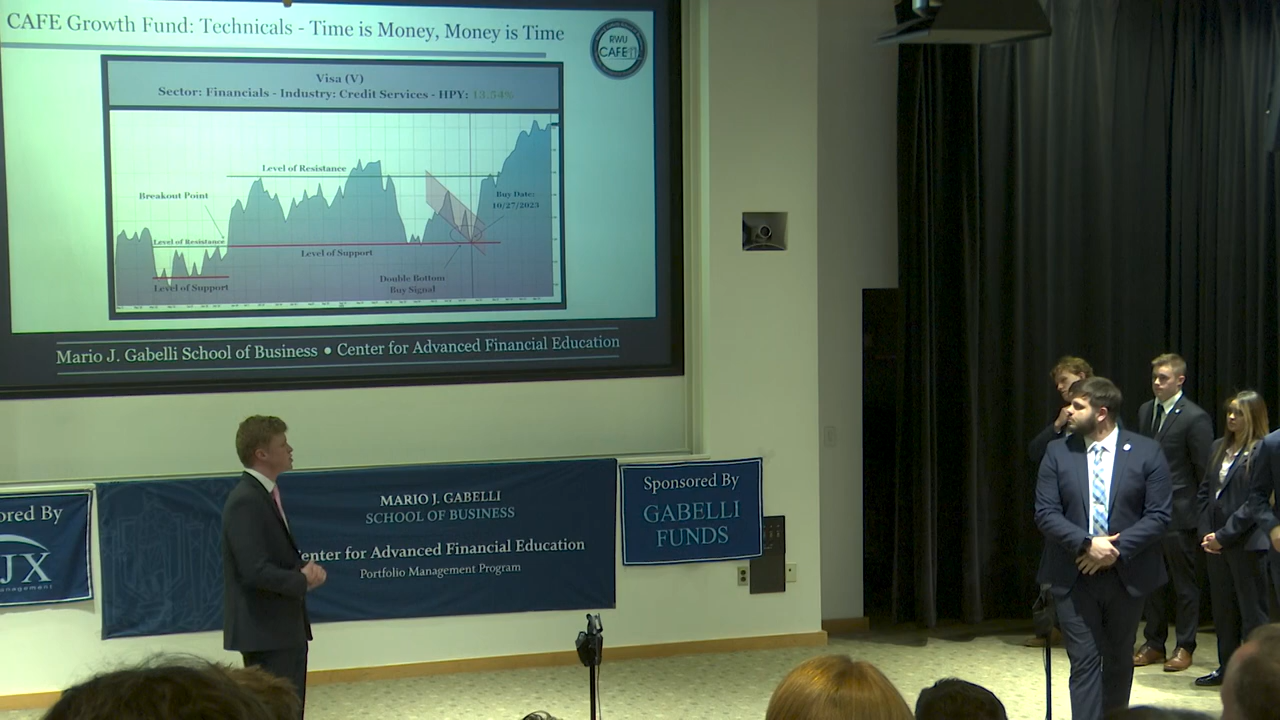 CAFE Growth Fund: Technicals - Time is Money, Money is Time
RWU
CAFE
Visa (V)
Sector: Financials - Industry: Credit Services - HPY: 13.54%
Level of Resistance
Breakout Point
Buy Date:
10/27/2023
Level of Resistance
Level of Support
Double Bottom
Buy Signal
Level of Support
Mario J. Gabelli School of Business • Center for Advanced Financial Education
ored By
JX
anagement
MARIO J. GABELLI
SCHOOL OF BUSINESS
enter for Advanced Financial Education
Portfolio Management Program
Sponsored By
GABELLI
FUNDS